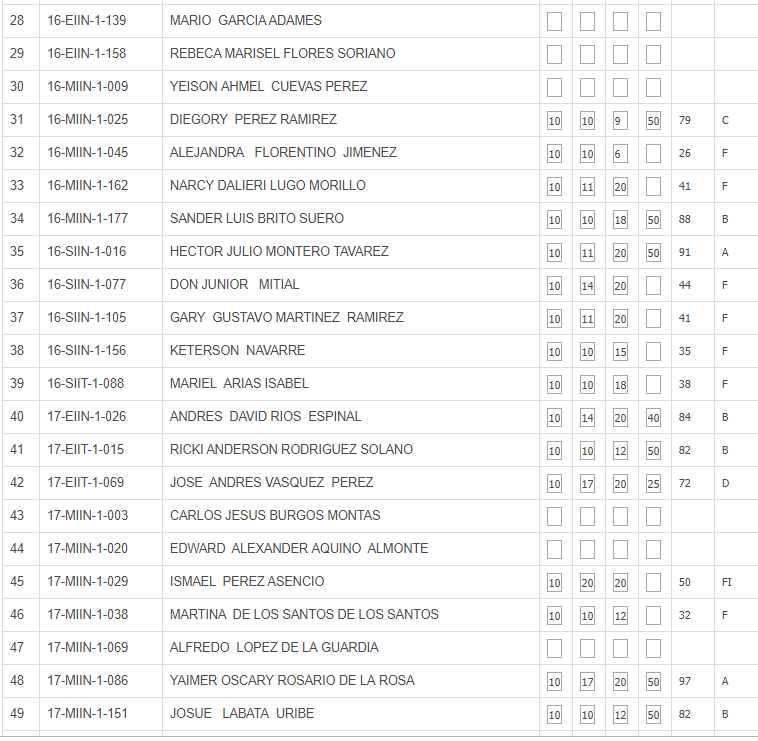 28 16-EIIN-1-139 MARIO GARCIA ADAMES
29 16-EIIN-1-158 REBECA MARISEL FLORES SORIANO
30 16-MIIN-1-009 YEISON AHMEL CUEVAS PEREZ
31 16-MIIN-1-025 DIEGORY PEREZ RAMIREZ 10 10 9 50 79 C
32 16-MIIN-1-045 ALEJANDRA FLORENTINO JIMENEZ 10 10 6 26 F
33 16-MIIN-1-162 NARCY DALIERI LUGO MORILLO 10 11 20 41 F
34 16-MIIN-1-177 SANDER LUIS BRITO SUERO 10 10 18 50 88 B
35 16-SIIN-1-016 HECTOR JULIO MONTERO TAVAREZ 10 11 20 50 91 A
36 16-SIIN-1-077 DON JUNIOR MITIAL 10 14 20 44 F
37 16-SIIN-1-105 GARY GUSTAVO MARTINEZ RAMIREZ 10 11 20 41 F
38 16-SIIN-1-156 KETERSON NAVARRE 10 10 15 35 F
39 16-SIIT-1-088 MARIEL ARIAS ISABEL 10 10 18 38 F
40 17-EIIN-1-026 ANDRES DAVID RIOS ESPINAL 10 14 20 40 84 B
41 17-EIIT-1-015 RICKI ANDERSON RODRIGUEZ SOLANO 10 10 12 50 82 B
42 17-EIIT-1-069 JOSE ANDRES VASQUEZ PEREZ 10 17 20 25 72 D
43 17-MIIN-1-003 CARLOS JESUS BURGOS MONTAS
44 17-MIIN-1-020 EDWARD ALEXANDER AQUINO ALMONTE
45 17-MIIN-1-029 ISMAEL PEREZ ASENCIO 10 20 20 50 FI
46 17-MIIN-1-038 MARTINA DE LOS SANTOS DE LOS SANTOS 10 10 12 32 F
47 17-MIIN-1-069 ALFREDO LOPEZ DE LA GUARDIA
48 17-MIIN-1-086 YAIMER OSCARY ROSARIO DE LA ROSA 10 17 20 50 97 A
49 17-MIIN-1-151 JOSUE LABATA URIBE 10 10 12 50 82 B